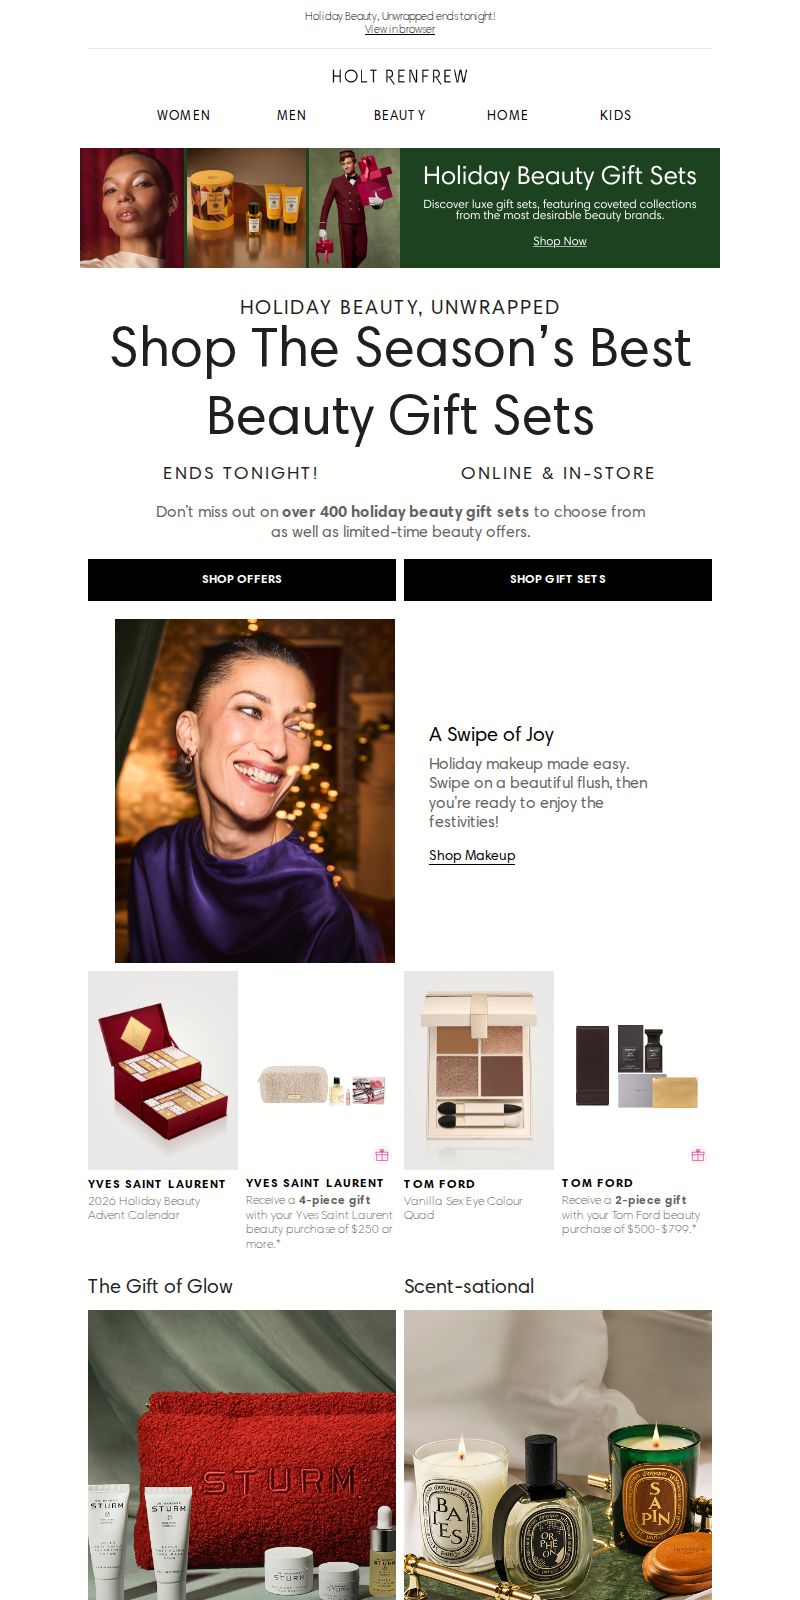 Holiday Beauty, Unwrapped ends tonight!
View in browser
HOLT RENFREW
WOMEN MEN BEAUTY HOME KIDS
Holiday Beauty Gift Sets
Discover luxe gift sets, featuring coveted collections
from the most desirable beauty brands.
Shop Now
HOLIDAY BEAUTY, UNWRAPPED
Shop The Season’s Best
Beauty Gift Sets
ENDS TONIGHT! ONLINE & IN-STORE
Don’t miss out on over 400 holiday beauty gift sets to choose from
as well as limited-time beauty offers.
SHOP OFFERS SHOP GIFT SETS
A Swipe of Joy
Holiday makeup made easy.
Swipe on a beautiful flush, then
you’re ready to enjoy the
festivities!
Shop Makeup
YVES SAINT LAURENT
2026 Holiday Beauty
Advent Calendar
YVES SAINT LAURENT
Receive a 4-piece gift
with your Yves Saint Laurent
beauty purchase of $250 or
more.*
TOM FORD
Vanilla Sex Eye Colour
Quad
TOM FORD
Receive a 2-piece gift
with your Tom Ford beauty
purchase of $500-$799.*
The Gift of Glow
Scent-sational
STURM
STURM
STURM
STURM
STURM
BAIES
ORPHEON
SAPIN